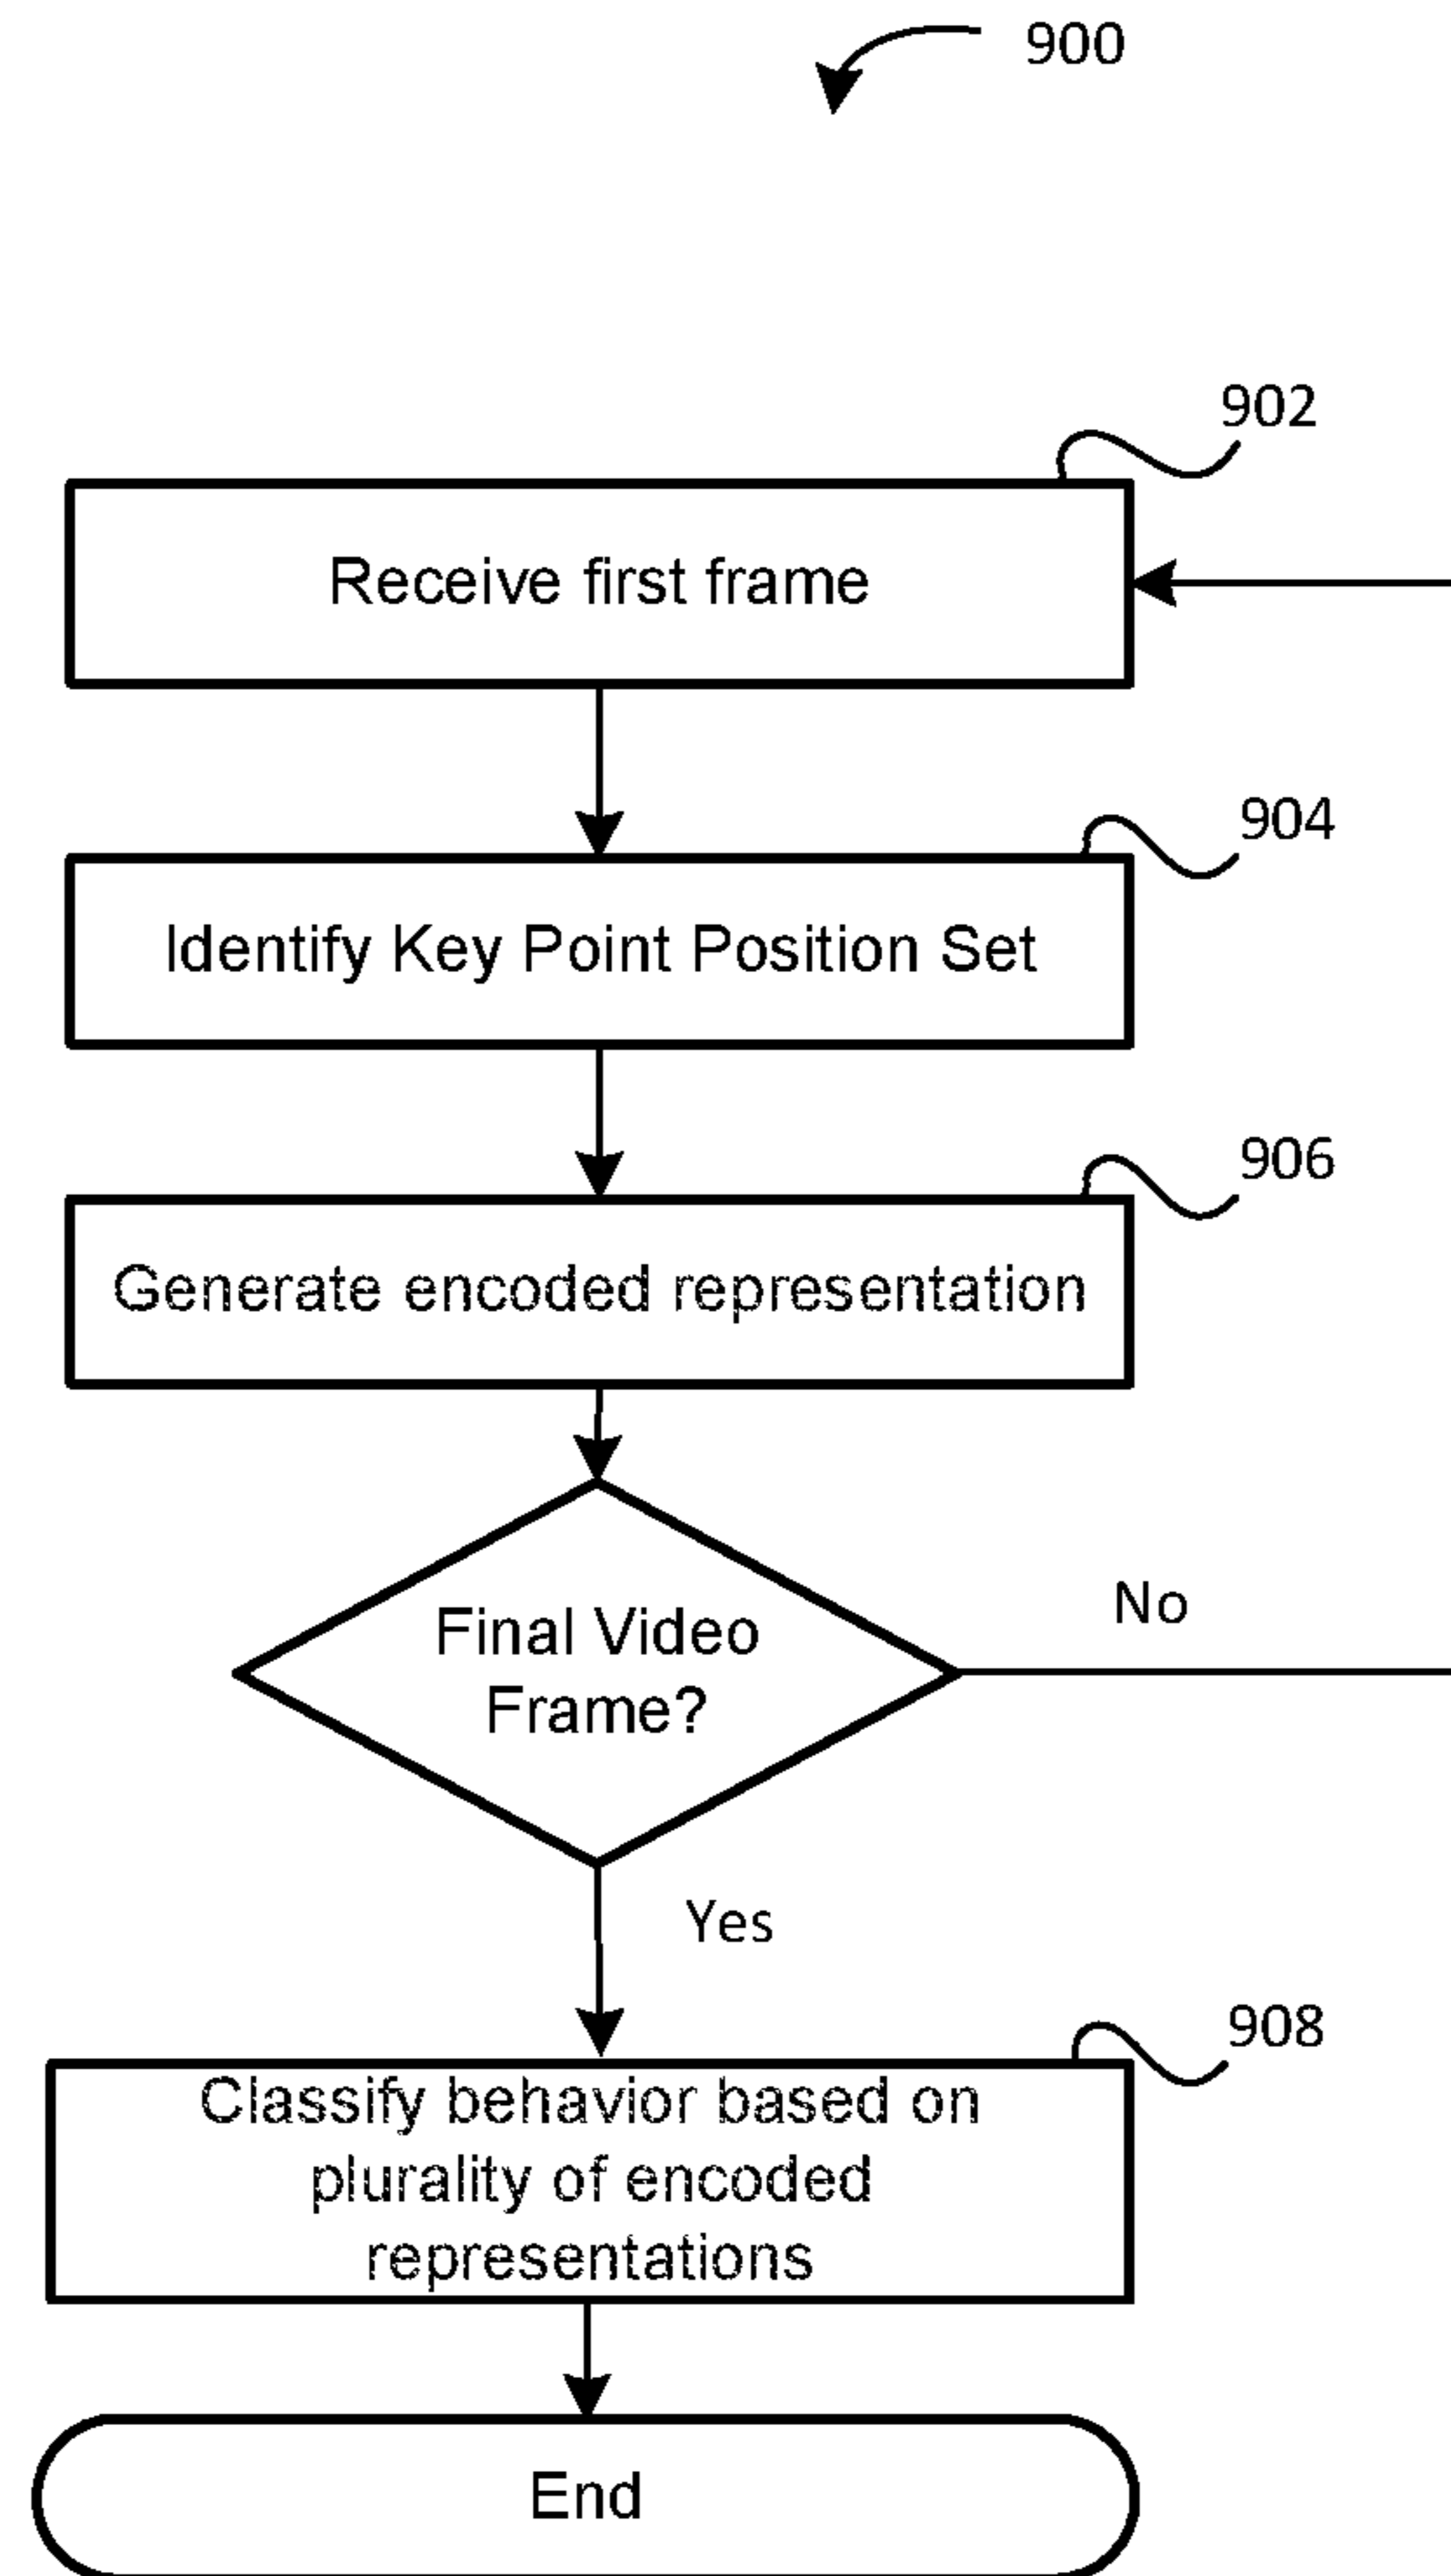 900
902
Receive first frame
904
Identify Key Point Position Set
906
Generate encoded representation
Final Video
Frame?
No
Yes
908
Classify behavior based on
plurality of encoded
representations
End